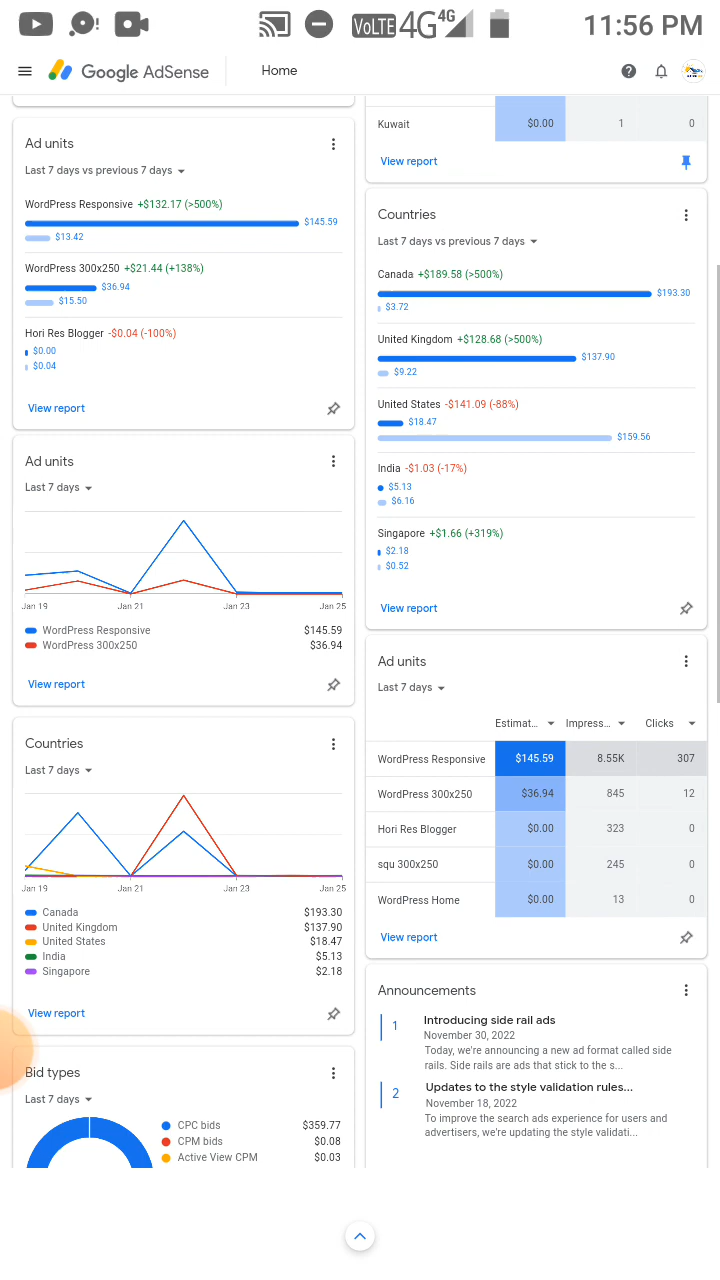 VoLTE 4G 4G 11:56 PM
Google AdSense Home
Ad units
Last 7 days vs previous 7 days
WordPress Responsive +$132.17 (>500%)
$145.59
$13.42
WordPress 300x250 +$21.44 (+138%)
$36.94
$15.50
Hori Res Blogger -$0.04 (-100%)
$0.00
$0.04
View report
Ad units
Last 7 days
Jan 19 Jan 21 Jan 23 Jan 25
WordPress Responsive $145.59
WordPress 300x250 $36.94
View report
Countries
Last 7 days
Jan 19 Jan 21 Jan 23 Jan 25
Canada $193.30
United Kingdom $137.90
United States $18.47
India $5.13
Singapore $2.18
View report
Bid types
Last 7 days
CPC bids $359.77
CPM bids $0.08
Active View CPM $0.03
Kuwait $0.00 1 0
View report
Countries
Last 7 days vs previous 7 days
Canada +$189.58 (>500%)
$193.30
$3.72
United Kingdom +$128.68 (>500%)
$137.90
$9.22
United States -$141.09 (-88%)
$18.47
$159.56
India -$1.03 (-17%)
$5.13
$6.16
Singapore +$1.66 (+319%)
$2.18
$0.52
View report
Ad units
Last 7 days
Estimat... Impress... Clicks
WordPress Responsive $145.59 8.55K 307
WordPress 300x250 $36.94 845 12
Hori Res Blogger $0.00 323 0
squ 300x250 $0.00 245 0
WordPress Home $0.00 13 0
View report
Announcements
1 Introducing side rail ads
November 30, 2022
Today, we're announcing a new ad format called side
rails. Side rails are ads that stick to the s...
2 Updates to the style validation rules...
November 18, 2022
To improve the search ads experience for users and
advertisers, we're updating the style validati...